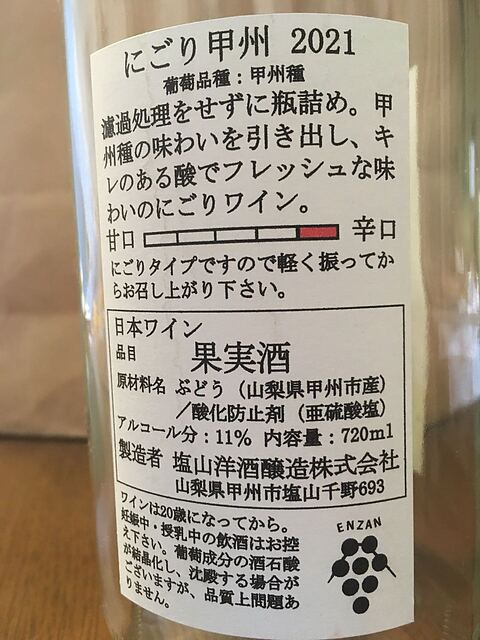 にごり甲州 2021
葡萄品種：甲州種
濾過処理をせずに瓶詰め。甲
州種の味わいを引き出し、キ
レのある酸でフレッシュな味
わいのにごりワイン。
甘口 辛口
にごりタイプですので軽く振ってか
らお召し上がり下さい。
日本ワイン
品目 果実酒
原材料名 ぶどう（山梨県甲州市産）
／酸化防止剤（亜硫酸塩）
アルコール分：11% 内容量：720ml
製造者 塩山洋酒醸造株式会社
山梨県甲州市塩山千野693
ワインは20歳になってから。
妊娠中・授乳中の飲酒はお控
え下さい。葡萄成分の酒石酸
が結晶化し、沈殿する場合が
ございますが、品質上問題あ
りません。
ENZAN